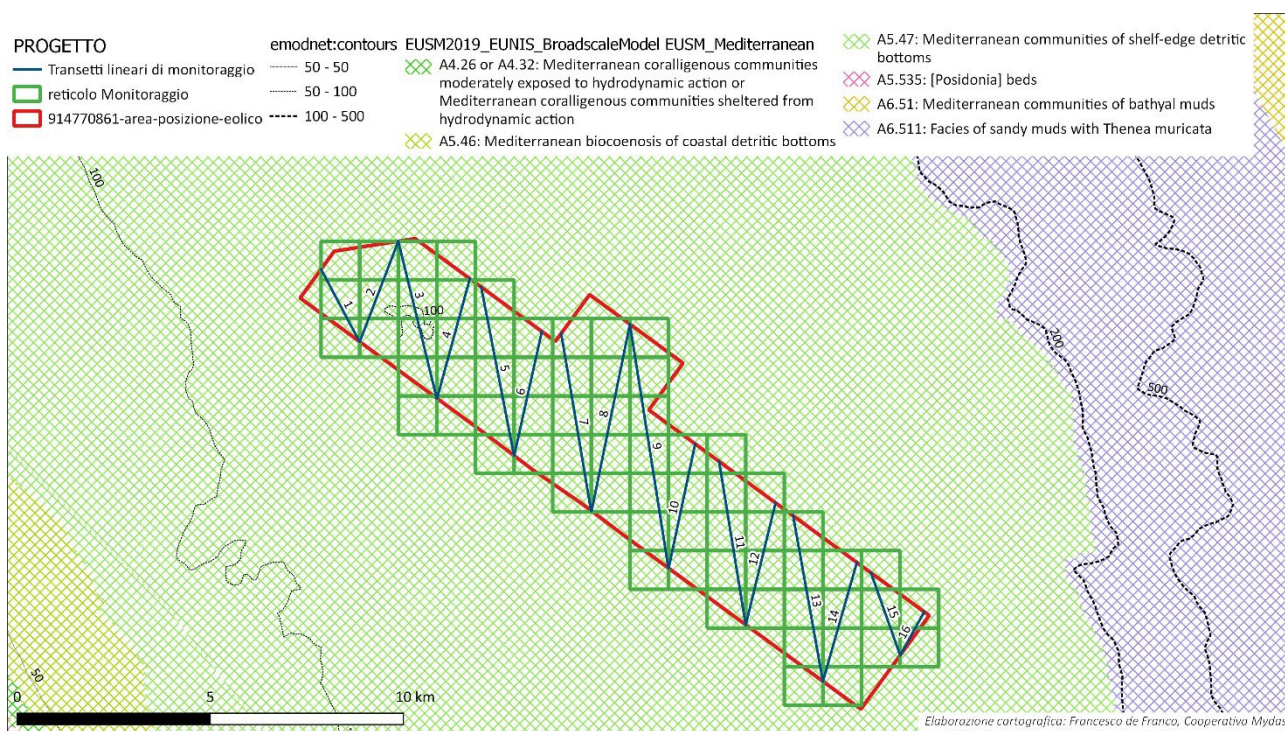 PROGETTO
Transetti lineari di monitoraggio
reticolo Monitoraggio
914770861-area-posizione-eolico
emodnet:contours
50 - 50
50 - 100
100 - 500
EUSM2019_EUNIS_BroadscaleModel EUSM_Mediterranean
A4.26 or A4.32: Mediterranean coralligenous communities
moderately exposed to hydrodynamic action or
Mediterranean coralligenous communities sheltered from
hydrodynamic action
A5.46: Mediterranean biocoenosis of coastal detritic bottoms
A5.47: Mediterranean communities of shelf-edge detritic
bottoms
A5.535: [Posidonia] beds
A6.51: Mediterranean communities of bathyal muds
A6.511: Facies of sandy muds with Thenea muricata
100
1
2
3
4
100
5
6
7
8
9
10
11
12
13
14
15
16
200
500
50
0
5
10 km
Elaborazione cartografica: Francesco de Franco, Cooperativa Mydas